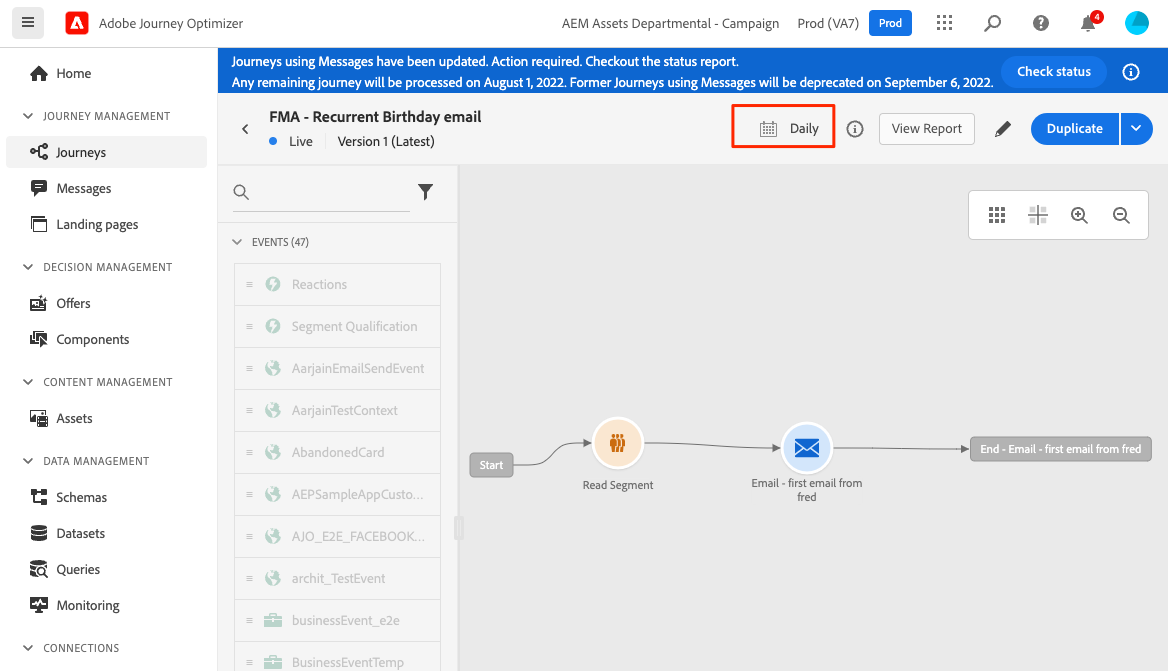 Adobe Journey Optimizer
AEM Assets Departmental - Campaign
Prod (VA7)
Prod
4
Journeys using Messages have been updated. Action required. Checkout the status report.
Any remaining journey will be processed on August 1, 2022. Former Journeys using Messages will be deprecated on September 6, 2022.
Check status
Home
JOURNEY MANAGEMENT
Journeys
Messages
Landing pages
DECISION MANAGEMENT
Offers
Components
CONTENT MANAGEMENT
Assets
DATA MANAGEMENT
Schemas
Datasets
Queries
Monitoring
CONNECTIONS
FMA - Recurrent Birthday email
Live
Version 1 (Latest)
Daily
View Report
Duplicate
EVENTS (47)
Reactions
Segment Qualification
AarjainEmailSendEvent
AarjainTestContext
AbandonedCard
AEPSampleAppCusto...
AJO_E2E_FACEBOOK...
archit_TestEvent
businessEvent_e2e
BusinessEventTemp
Start
Read Segment
Email - first email from
fred
End - Email - first email from fred